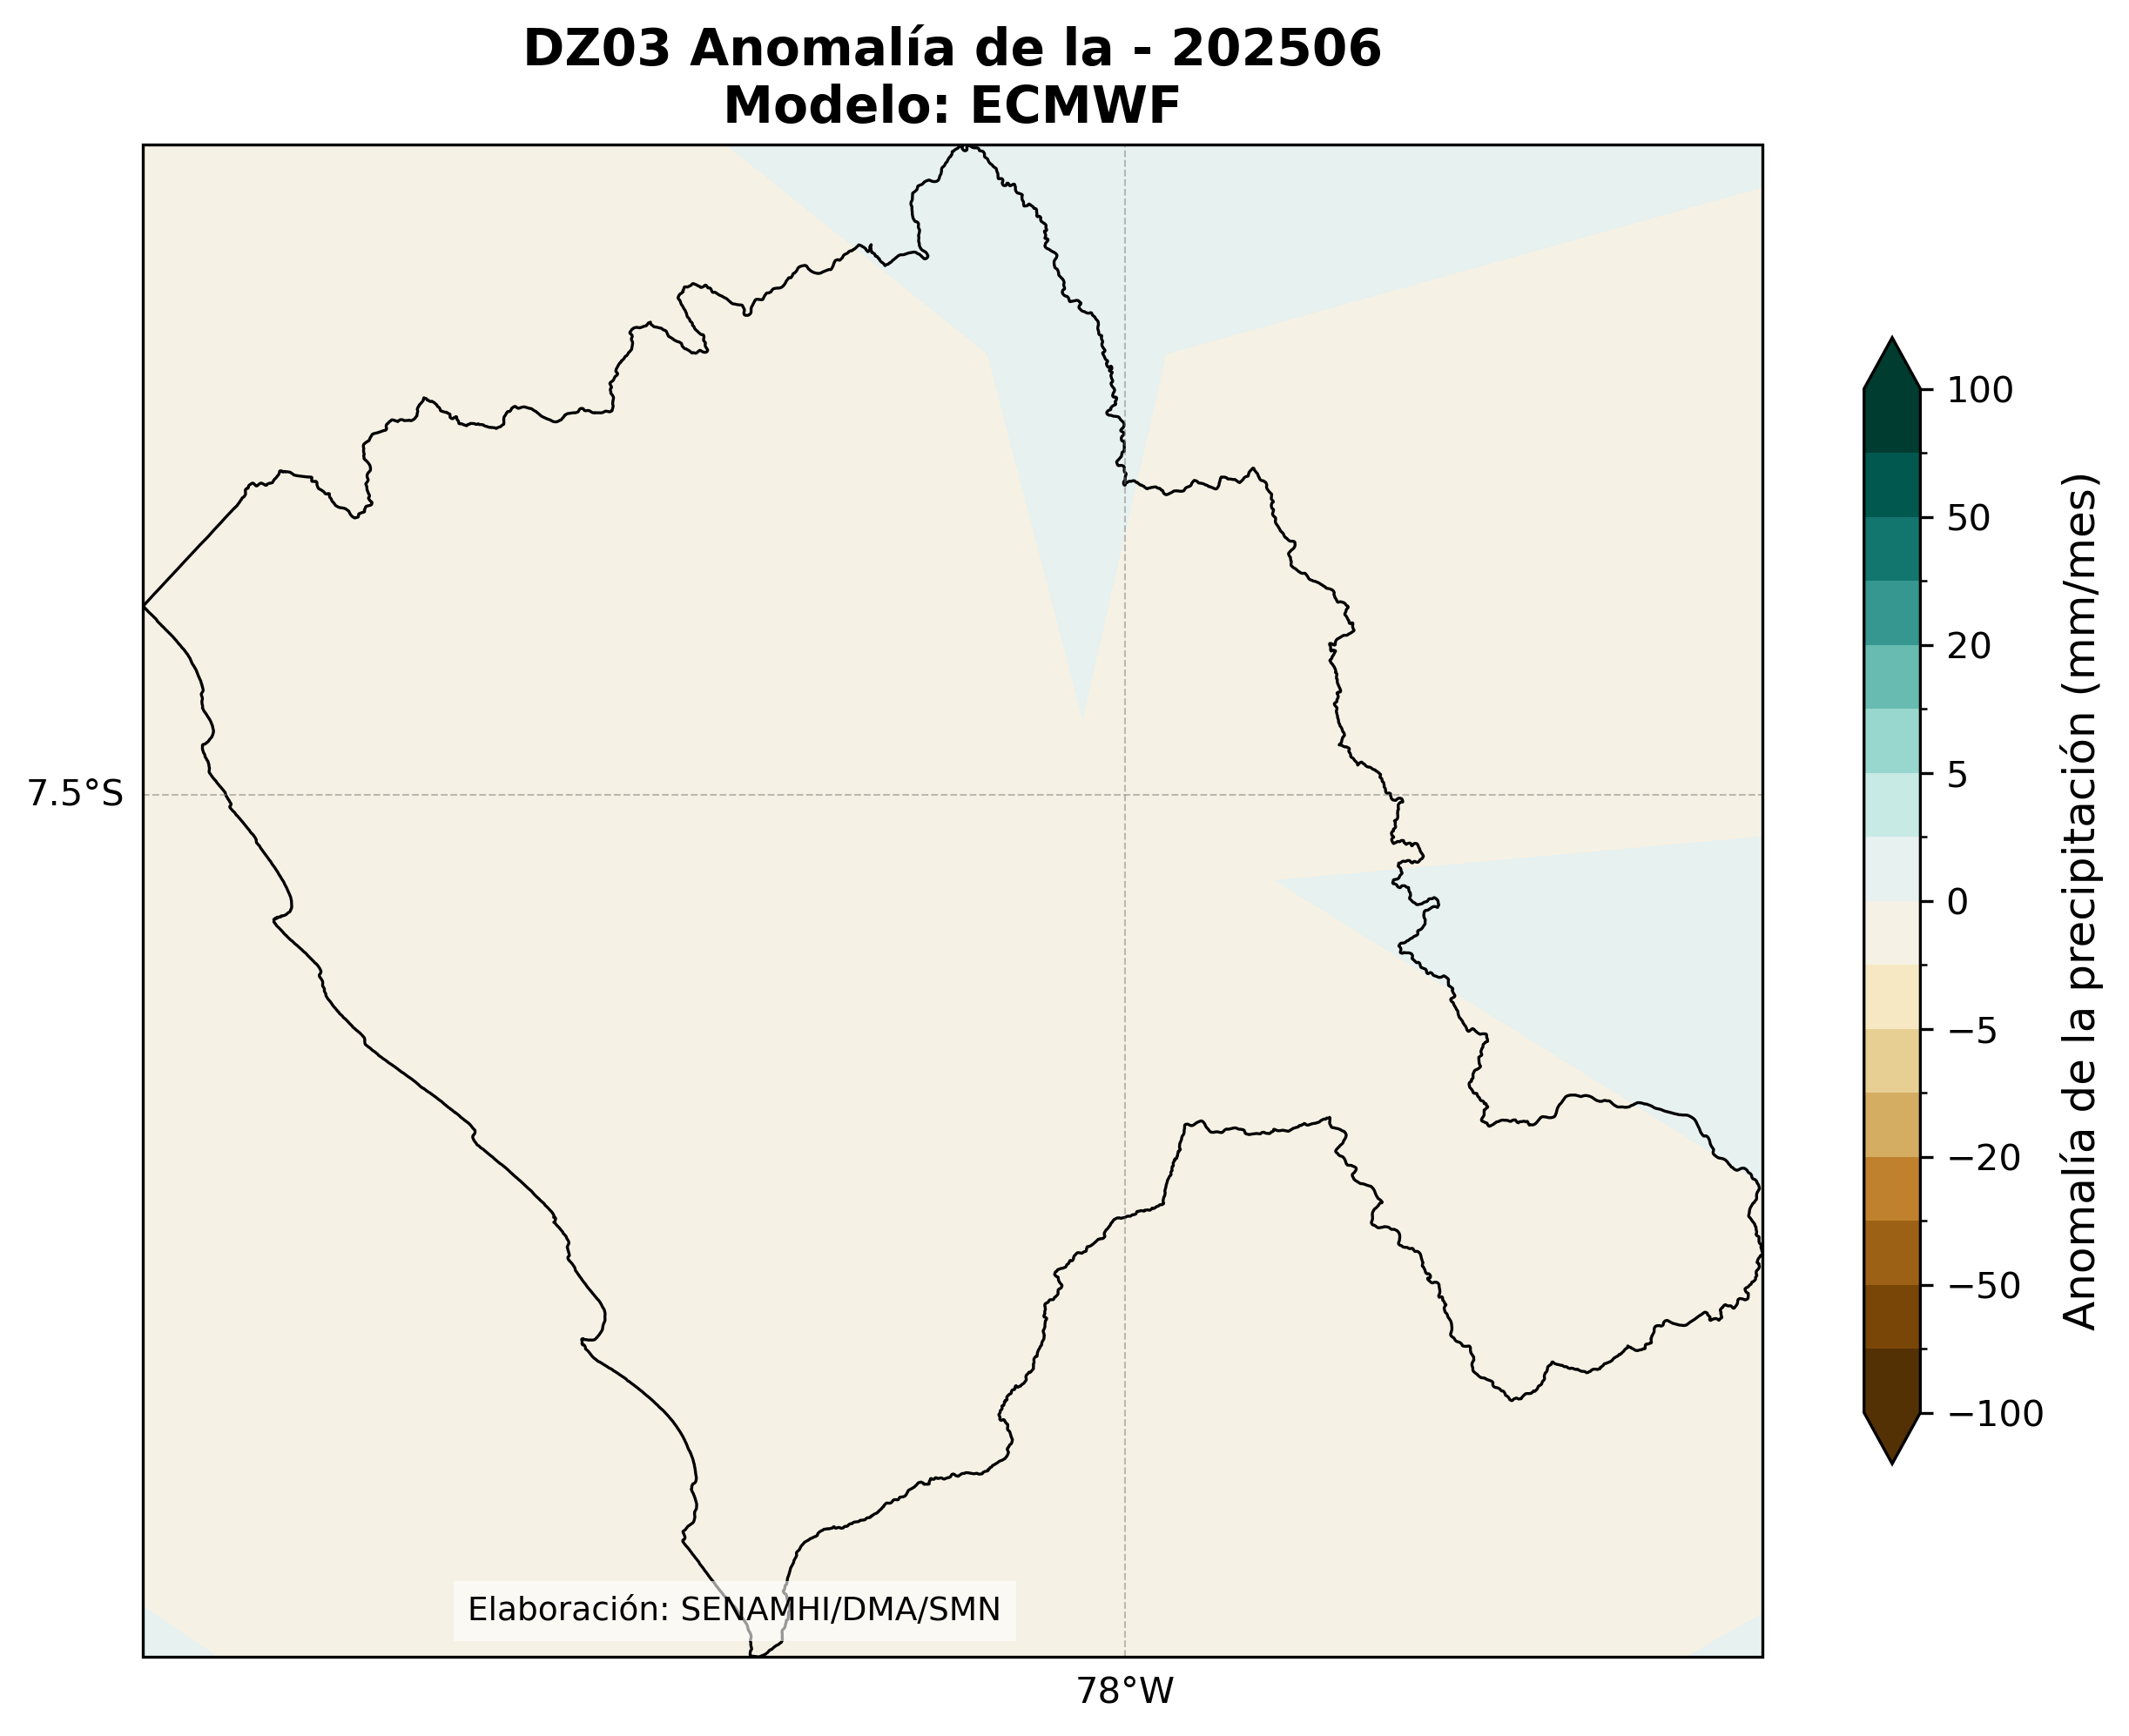 DZ03 Anomalía de la - 202506
Modelo: ECMWF
7.5°S
78°W
Elaboración: SENAMHI/DMA/SMN
100
50
20
5
0
−5
−20
−50
−100
Anomalía de la precipitación (mm/mes)